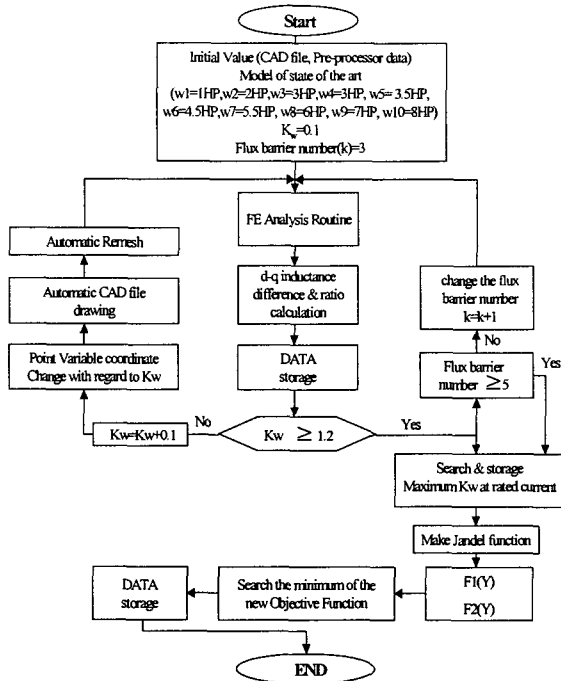 Start
Initial Value (CAD file, Pre-processor data)
Model of state of the art
(w1=1HP,w2=2HP,w3=3HP,w4=3HP, w5=3.5HP,
w6=4.5HP,w7=5.5HP, w8=6HP, w9=7HP, w10=8HP)
Kw=0.1
Flux barrier number(k)=3
FE Analysis Routine
Automatic Remesh
d-q inductance
difference & ratio
calculation
Automatic CAD file
drawing
change the flux
barrier number
k=k+1
Point Variable coordinate
Change with regard to Kw
DATA
storage
No
Flux barrier
number ≥5
Yes
Kw=Kw+0.1
No
Kw ≥ 1.2
Yes
Search & storage
Maximum Kw at rated current
Make Jandel function
F1(Y)
F2(Y)
Search the minimum of the
new Objective Function
DATA
storage
END